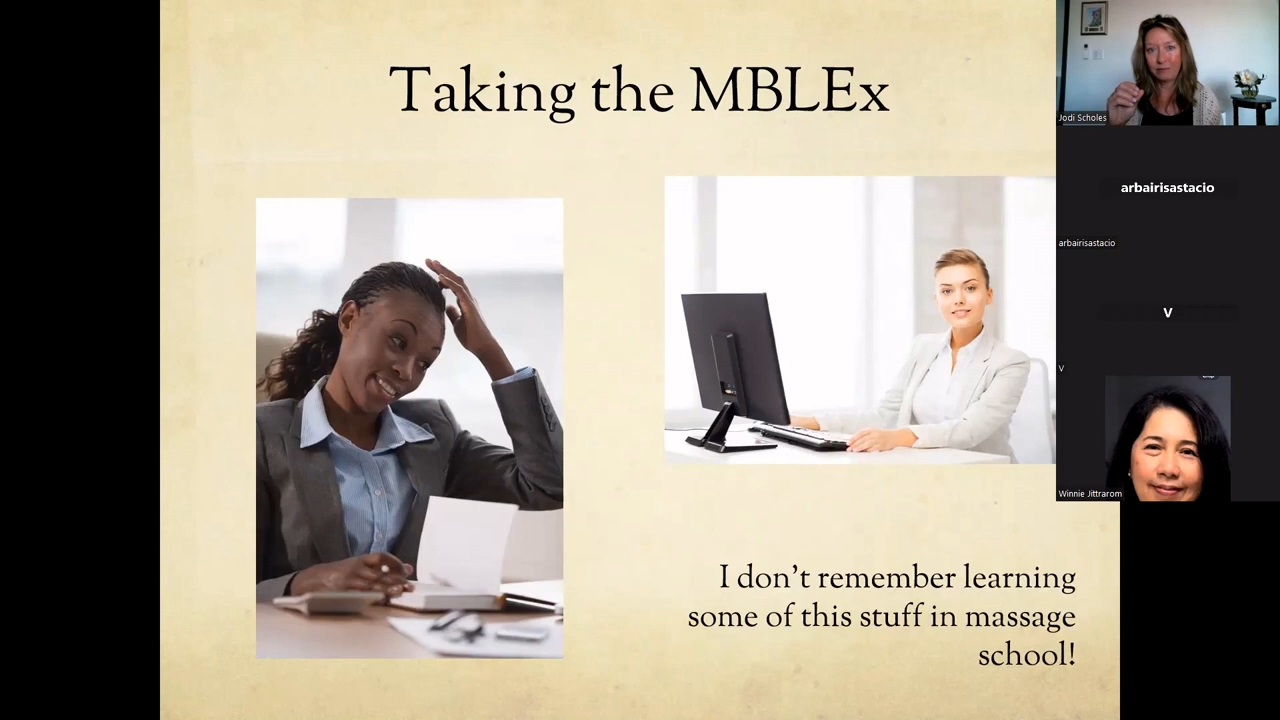 Taking the MBLEx
I don't remember learning
some of this stuff in massage
school!
Jodi Scholes
arbairisastacio
arbairisastacio
V
V
Winnie Jittrarom